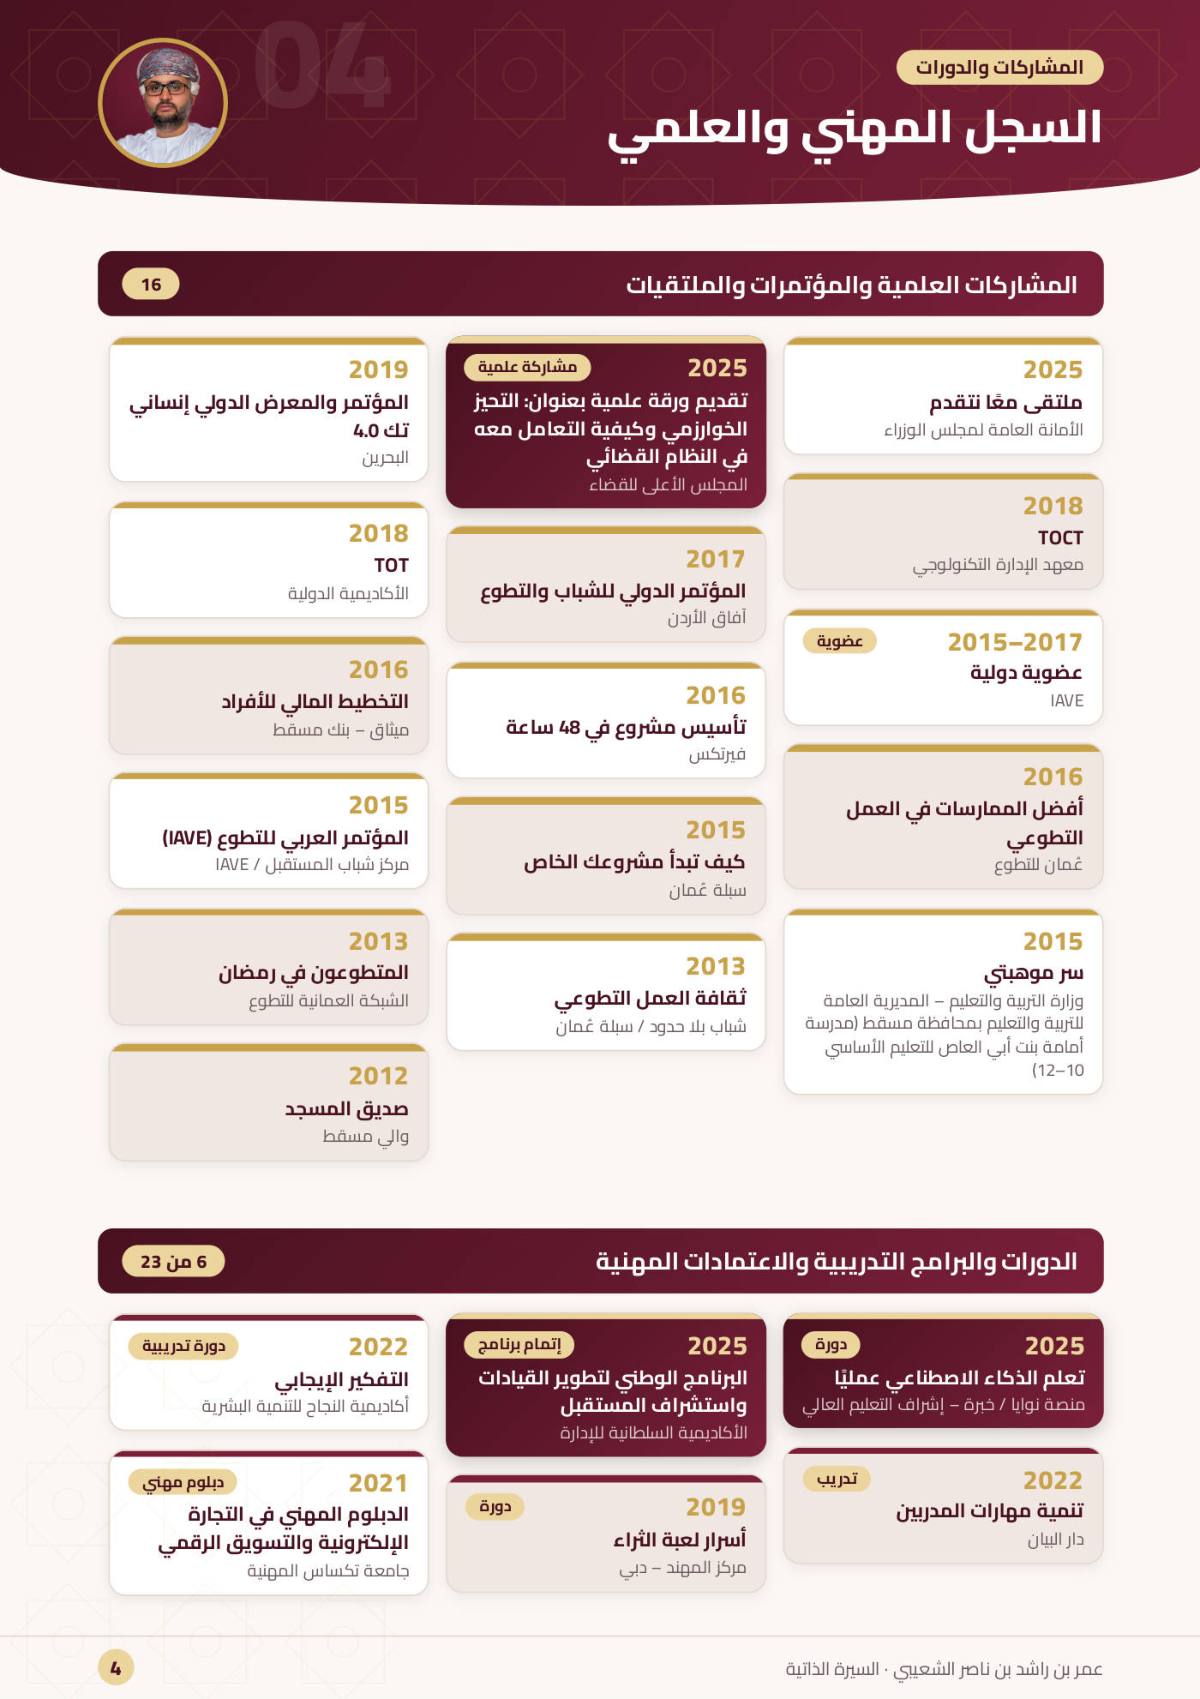 04
المشاركات والدورات
السجل المهني والعلمي
المشاركات العلمية والمؤتمرات والملتقيات
16
2025
ملتقى معًا نتقدم
الأمانة العامة لمجلس الوزراء
2018
TOCT
معهد الإدارة التكنولوجي
2015–2017
عضوية
عضوية دولية
IAVE
2016
أفضل الممارسات في العمل
التطوعي
عُمان للتطوع
2015
سر موهبتي
وزارة التربية والتعليم – المديرية العامة
للتربية والتعليم بمحافظة مسقط (مدرسة
أمامة بنت أبي العاص للتعليم الأساسي
10–12)
2025
مشاركة علمية
تقديم ورقة علمية بعنوان: التحيز
الخوارزمي وكيفية التعامل معه
في النظام القضائي
المجلس الأعلى للقضاء
2017
المؤتمر الدولي للشباب والتطوع
آفاق الأردن
2016
تأسيس مشروع في 48 ساعة
فيرتكس
2015
كيف تبدأ مشروعك الخاص
سبلة عُمان
2013
ثقافة العمل التطوعي
شباب بلا حدود / سبلة عُمان
2019
المؤتمر والمعرض الدولي إنساني
تك 4.0
البحرين
2018
TOT
الأكاديمية الدولية
2016
التخطيط المالي للأفراد
ميثاق – بنك مسقط
2015
المؤتمر العربي للتطوع (IAVE)
مركز شباب المستقبل / IAVE
2013
المتطوعون في رمضان
الشبكة العمانية للتطوع
2012
صديق المسجد
والي مسقط
الدورات والبرامج التدريبية والاعتمادات المهنية
6 من 23
2025
دورة
تعلم الذكاء الاصطناعي عمليًا
منصة نوايا / خبرة – إشراف التعليم العالي
2022
تدريب
تنمية مهارات المدربين
دار البيان
2025
إتمام برنامج
البرنامج الوطني لتطوير القيادات
واستشراف المستقبل
الأكاديمية السلطانية للإدارة
2019
دورة
أسرار لعبة الثراء
مركز المهند – دبي
2022
دورة تدريبية
التفكير الإيجابي
أكاديمية النجاح للتنمية البشرية
2021
دبلوم مهني
الدبلوم المهني في التجارة
الإلكترونية والتسويق الرقمي
جامعة تكساس المهنية
عمر بن راشد بن ناصر الشعيبي · السيرة الذاتية
4